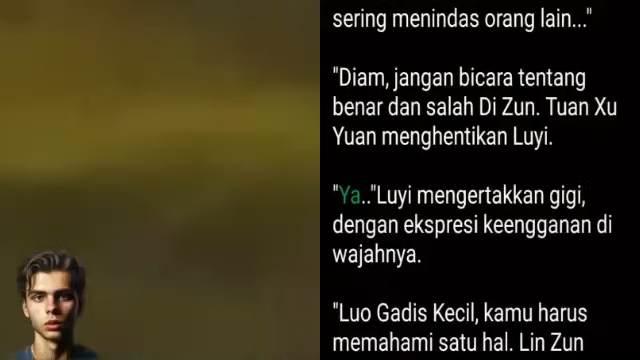 sering menindas orang lain..."
"Diam, jangan bicara tentang
benar dan salah Di Zun. Tuan Xu
Yuan menghentikan Luyi.
"Ya.."Luyi mengertakkan gigi,
dengan ekspresi keengganan di
wajahnya.
"Luo Gadis Kecil, kamu harus
memahami satu hal. Lin Zun